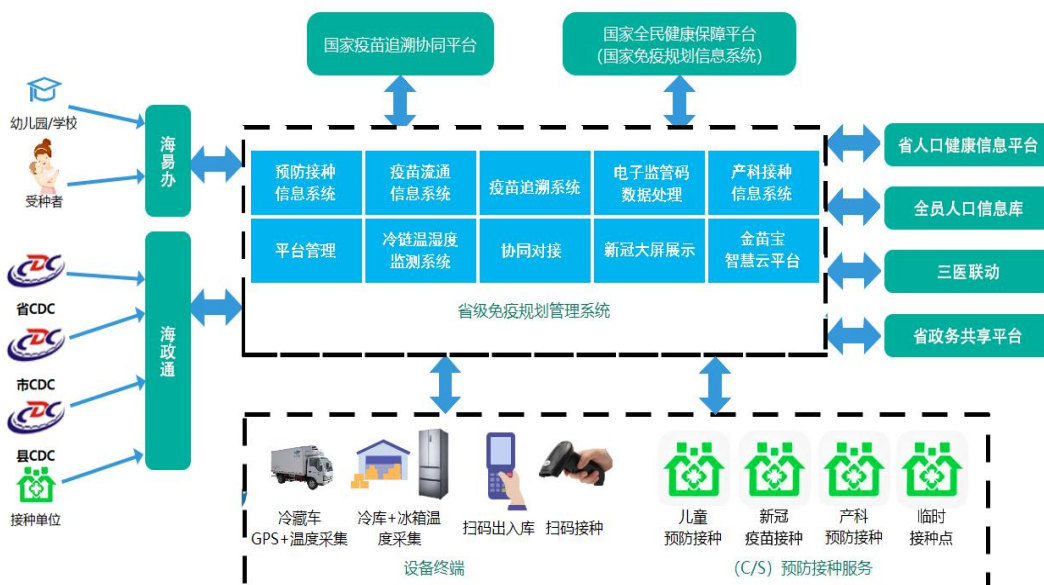 国家疫苗追溯协同平台
国家全民健康保障平台
(国家免疫规划信息系统)
幼儿园/学校
受种者
海易办
预防接种
信息系统
疫苗流通
信息系统
疫苗追溯系统
电子监管码
数据处理
产科接种
信息系统
平台管理
冷链温湿度
监测系统
协同对接
新冠大屏展示
金苗宝
智慧云平台
省级免疫规划管理系统
省人口健康信息平台
全员人口信息库
三医联动
省政务共享平台
CDC
省CDC
CDC
市CDC
CDC
县CDC
接种单位
海政通
冷藏车
GPS+温度采集
冷库+冰箱温
度采集
扫码出入库
扫码接种
设备终端
儿童
预防接种
新冠
疫苗接种
产科
预防接种
临时
接种点
(C/S) 预防接种服务